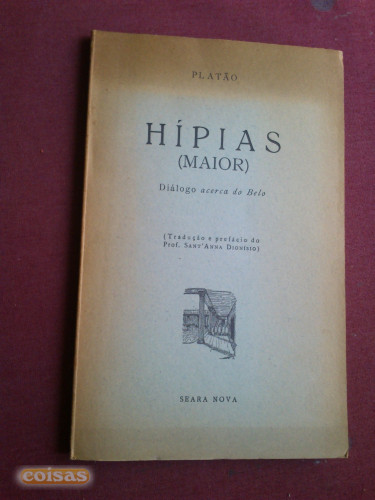 PLATÃO
HÍPIAS
(MAIOR)
Diálogo acerca do Belo
(Tradução e prefácio do
Prof. SANT'ANNA DIONÍSIO)
SEARA NOVA
coisas